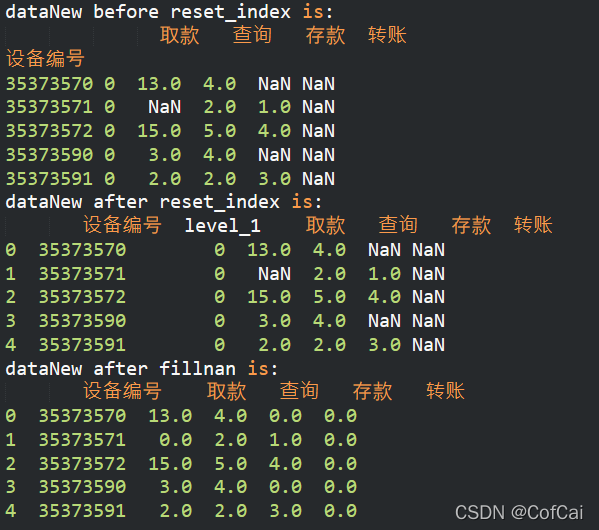 dataNew before reset_index is:
取款 查询 存款 转账
设备编号
35373570 0 13.0 4.0 NaN NaN
35373571 0 NaN 2.0 1.0 NaN
35373572 0 15.0 5.0 4.0 NaN
35373590 0 3.0 4.0 NaN NaN
35373591 0 2.0 2.0 3.0 NaN
dataNew after reset_index is:
设备编号 level_1 取款 查询 存款 转账
0 35373570 0 13.0 4.0 NaN NaN
1 35373571 0 NaN 2.0 1.0 NaN
2 35373572 0 15.0 5.0 4.0 NaN
3 35373590 0 3.0 4.0 NaN NaN
4 35373591 0 2.0 2.0 3.0 NaN
dataNew after fillnan is:
设备编号 取款 查询 存款 转账
0 35373570 13.0 4.0 0.0 0.0
1 35373571 0.0 2.0 1.0 0.0
2 35373572 15.0 5.0 4.0 0.0
3 35373590 3.0 4.0 0.0 0.0
4 35373591 2.0 2.0 3.0 0.0
CSDN @CofCai